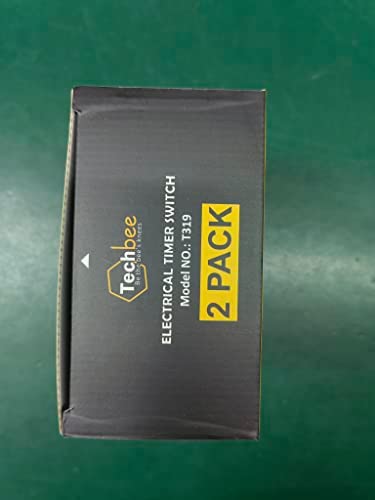 Techbee
ELECTRICAL TIMER SWITCH
Model NO.: T319
2 PACK